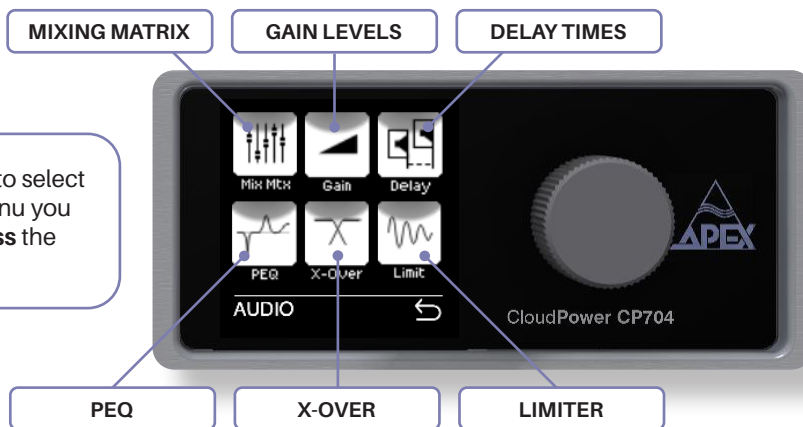 MIXING MATRIX
GAIN LEVELS
DELAY TIMES
to select
nu you
ss the
Mix Mtx
Gain
Delay
PEQ
X-Over
Limit
AUDIO
APEX
CloudPower CP704
PEQ
X-OVER
LIMITER